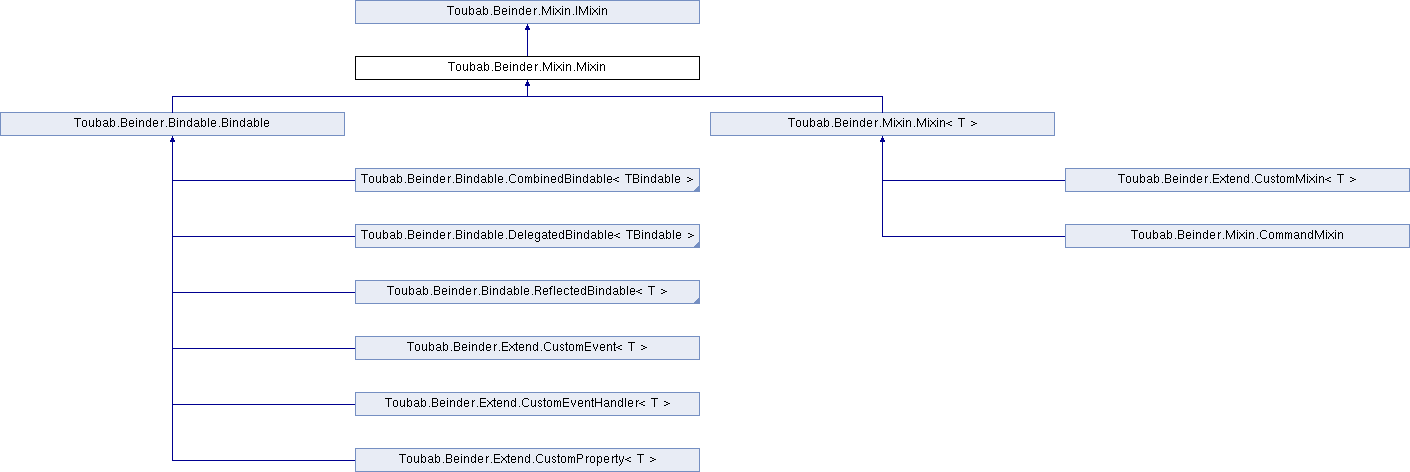 Toubab.Beinder.Mixin.IMixin
Toubab.Beinder.Mixin.Mixin
Toubab.Beinder.Bindable.Bindable
Toubab.Beinder.Mixin.Mixin< T >
Toubab.Beinder.Bindable.CombinedBindable< TBindable >
Toubab.Beinder.Extend.CustomMixin< T >
Toubab.Beinder.Bindable.DelegatedBindable< TBindable >
Toubab.Beinder.Mixin.CommandMixin
Toubab.Beinder.Bindable.ReflectedBindable< T >
Toubab.Beinder.Extend.CustomEvent< T >
Toubab.Beinder.Extend.CustomEventHandler< T >
Toubab.Beinder.Extend.CustomProperty< T >